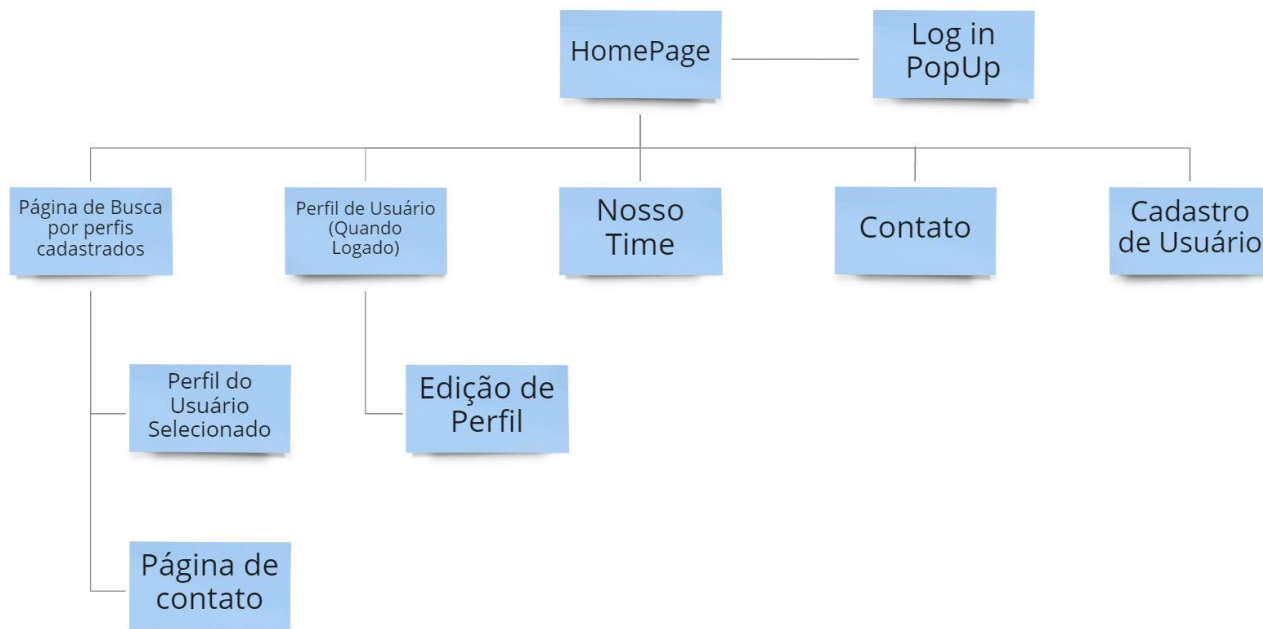 HomePage
Log in
PopUp
Página de Busca
por perfis
cadastrados
Perfil de Usuário
(Quando
Logado)
Nosso
Time
Contato
Cadastro
de Usuário
Perfil do
Usuário
Selecionado
Edição de
Perfil
Página de
contato